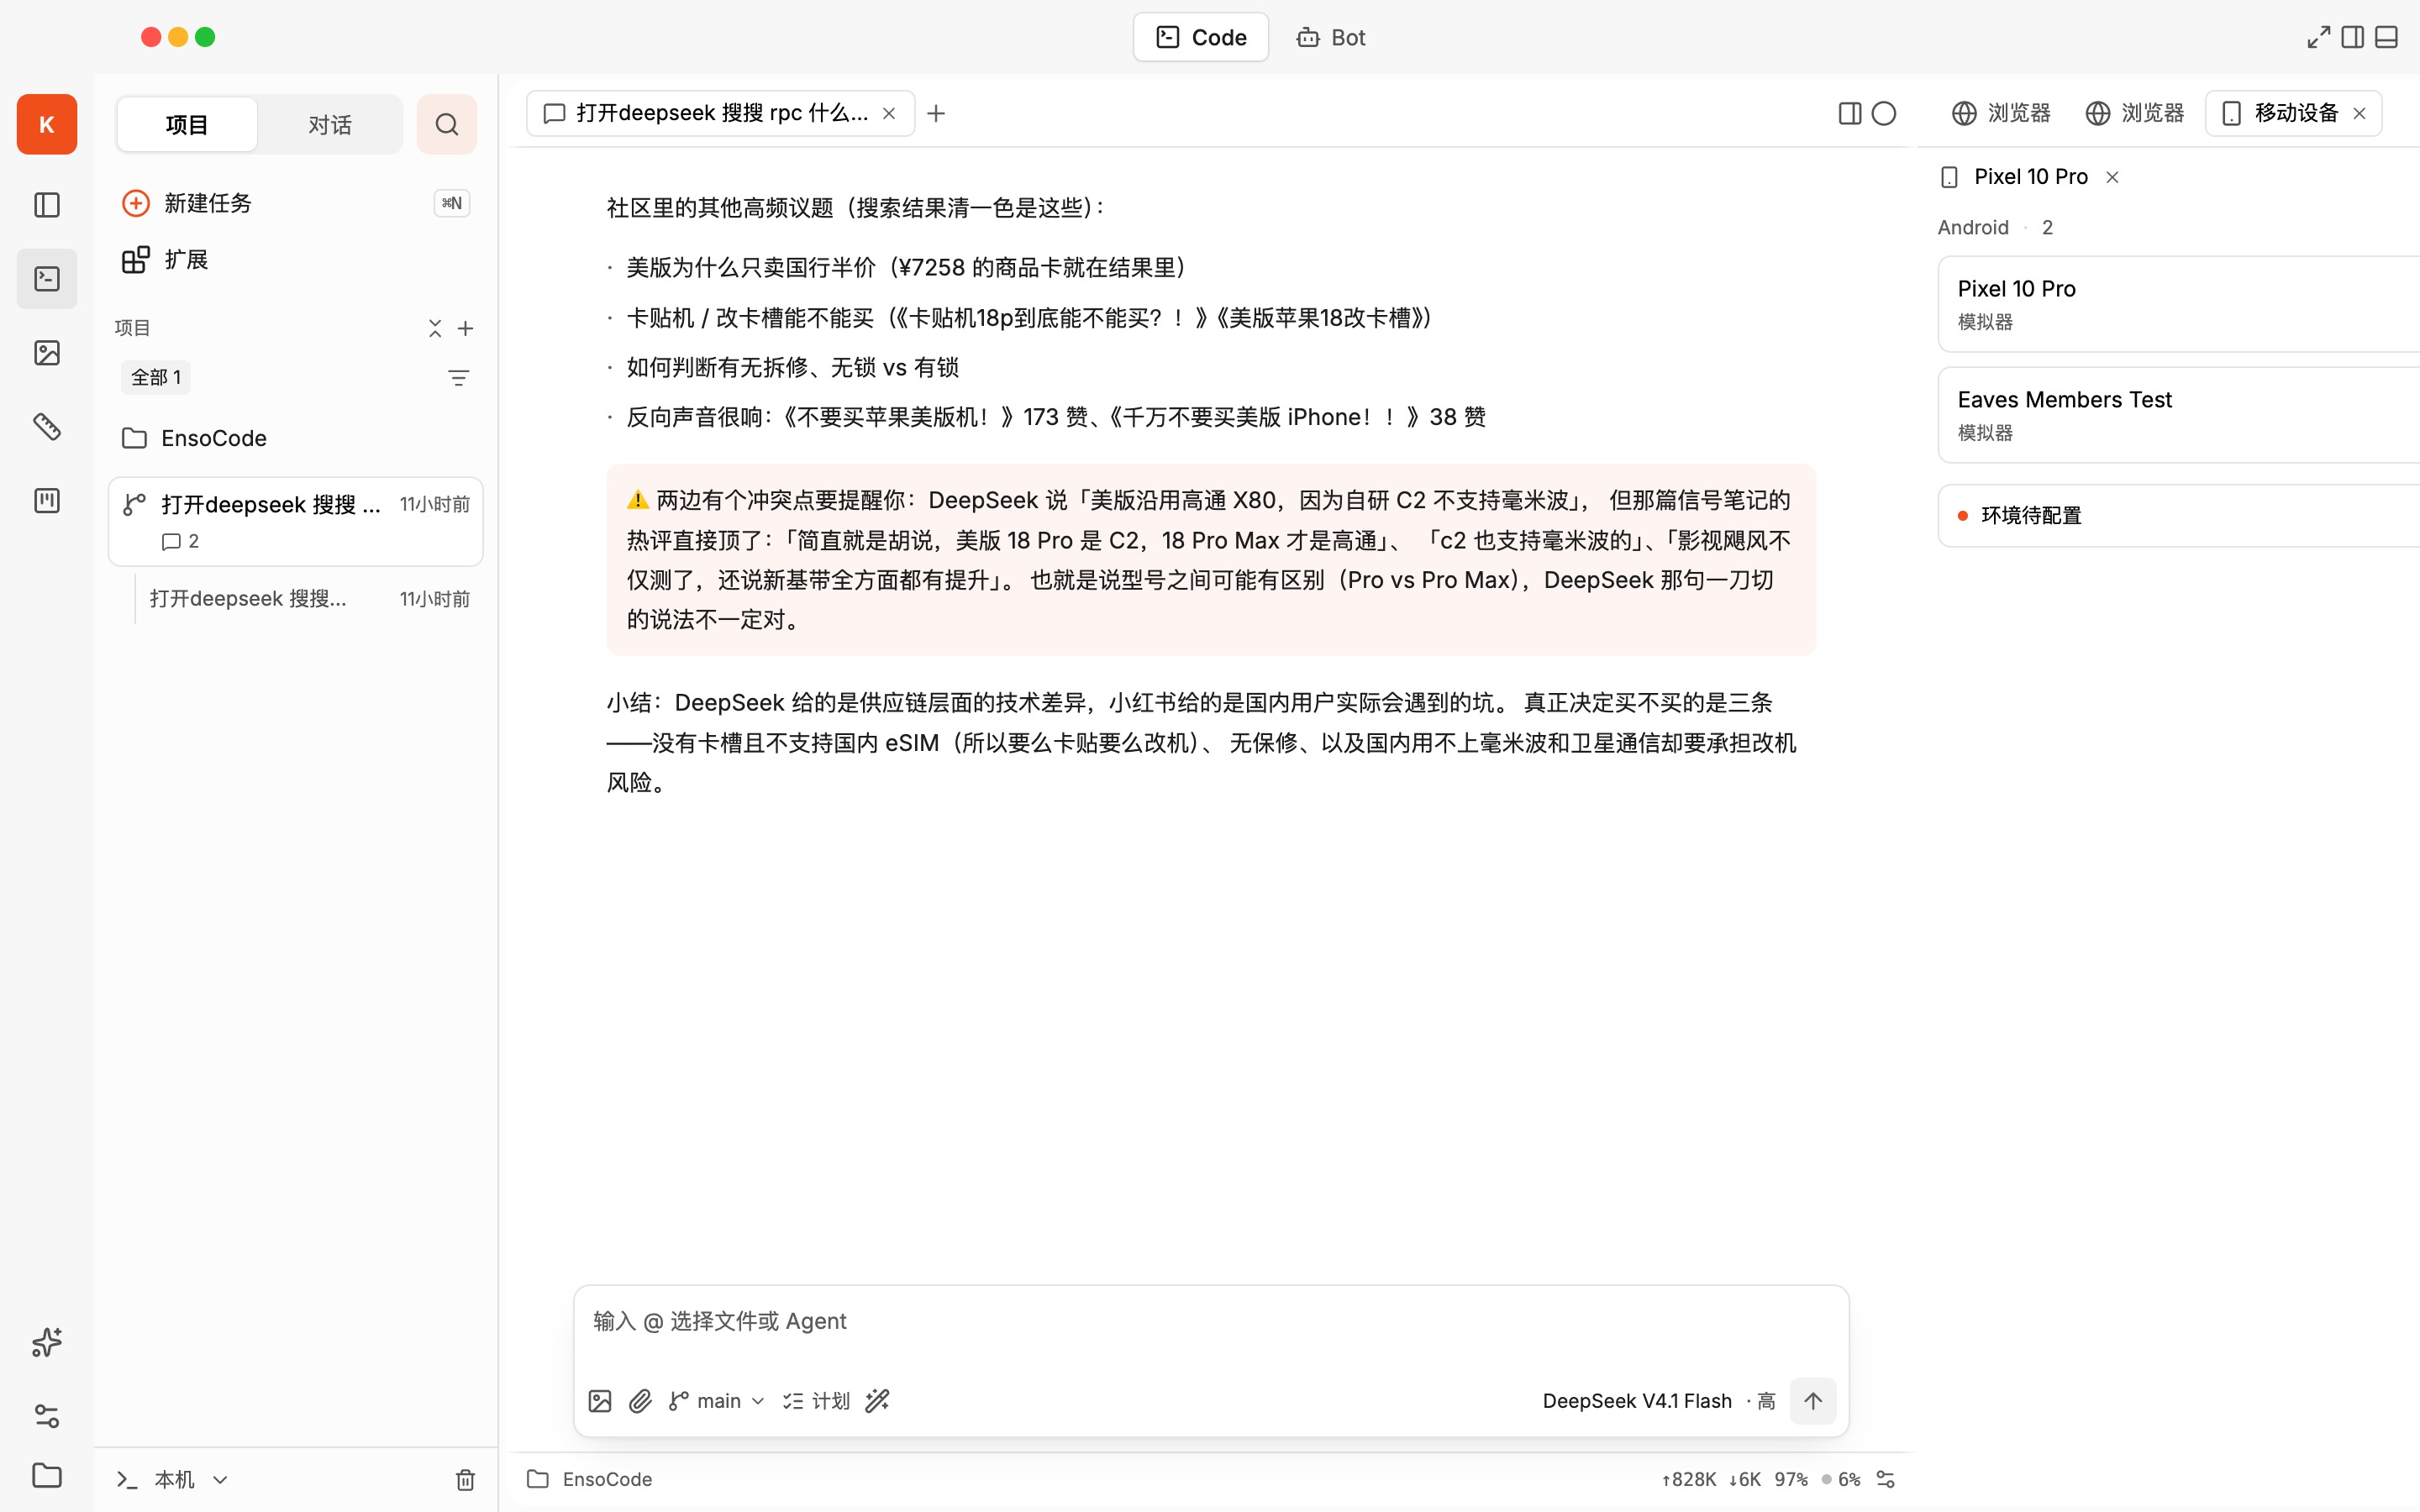 Code
Bot
K
项目
对话
新建任务
⌘N
扩展
项目
全部 1
EnsoCode
打开deepseek 搜搜 ...
11小时前
2
打开deepseek 搜搜...
11小时前
本机
打开deepseek 搜搜 rpc 什么...
社区里的其他高频议题（搜索结果清一色是这些）：
· 美版为什么只卖国行半价（¥7258 的商品卡就在结果里）
· 卡贴机 / 改卡槽能不能买（《卡贴机18p到底能不能买？！》《美版苹果18改卡槽》）
· 如何判断有无拆修、无锁 vs 有锁
· 反向声音很响：《不要买苹果美版机！》173 赞、《千万不要买美版 iPhone！！》38 赞
⚠️ 两边有个冲突点要提醒你：DeepSeek 说「美版沿用高通 X80，因为自研 C2 不支持毫米波」， 但那篇信号笔记的
热评直接顶了：「简直就是胡说，美版 18 Pro 是 C2，18 Pro Max 才是高通」、 「c2 也支持毫米波的」、「影视飓风不
仅测了，还说新基带全方面都有提升」。 也就是说型号之间可能有区别（Pro vs Pro Max），DeepSeek 那句一刀切
的说法不一定对。
小结：DeepSeek 给的是供应链层面的技术差异，小红书给的是国内用户实际会遇到的坑。 真正决定买不买的是三条
——没有卡槽且不支持国内 eSIM（所以要么卡贴要么改机）、 无保修、以及国内用不上毫米波和卫星通信却要承担改机
风险。
输入 @ 选择文件或 Agent
main
计划
DeepSeek V4.1 Flash · 高
EnsoCode
↑828K ↓6K 97% 6%
浏览器
浏览器
移动设备
Pixel 10 Pro
Android · 2
Pixel 10 Pro
模拟器
Eaves Members Test
模拟器
环境待配置